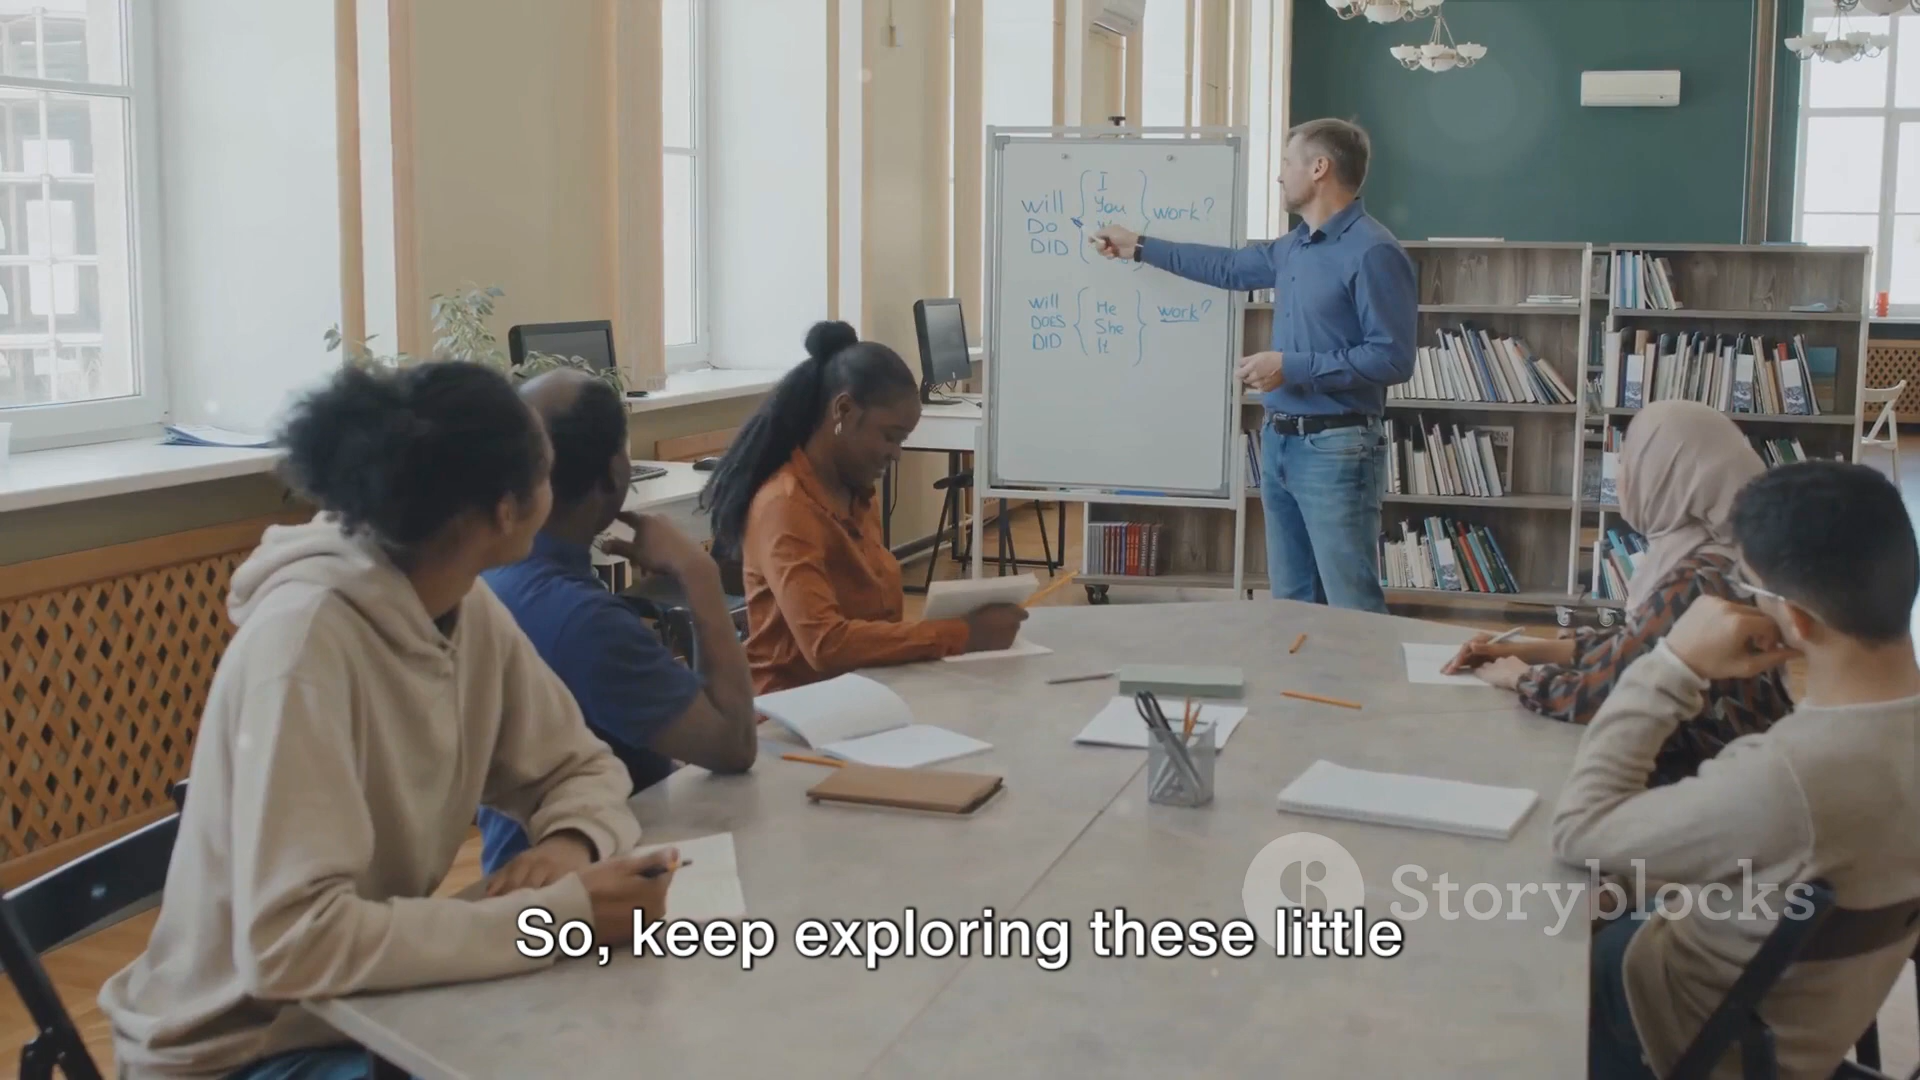 I
will You work?
DO
DID
will He
DOES She work?
DID It
Storyblocks
So, keep exploring these little